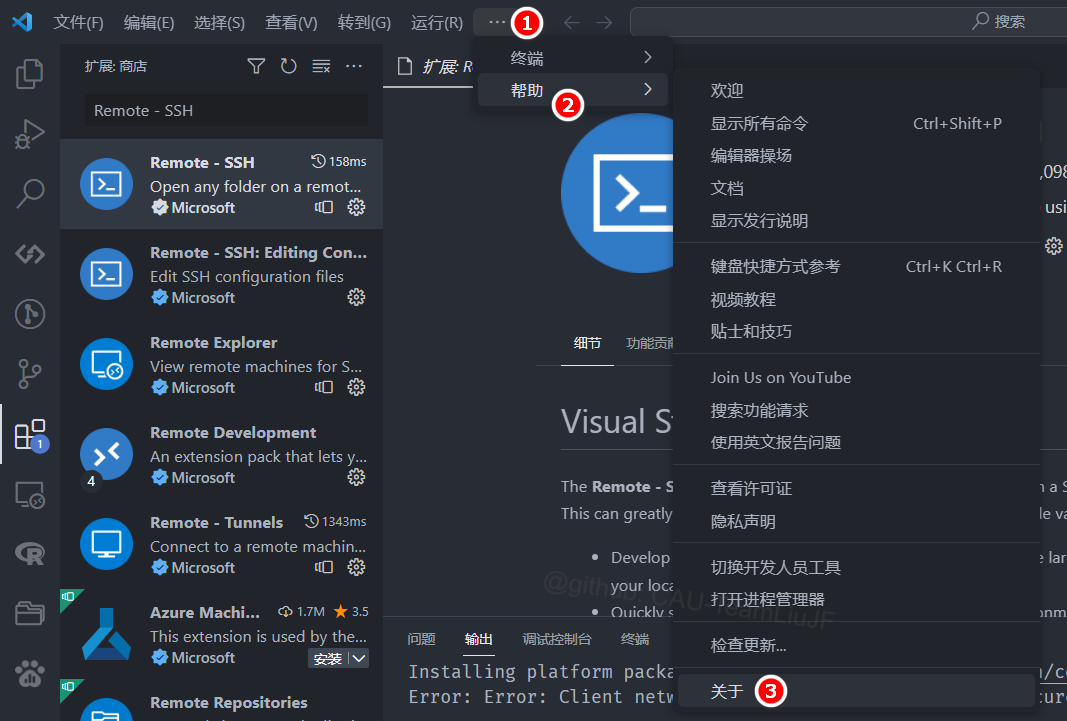 文件(F) 编辑(E) 选择(S) 查看(V) 转到(G) 运行(R) ··· 1 搜索
扩展: 商店 ···
Remote - SSH
Remote - SSH 158ms
Open any folder on a remot...
Microsoft
Remote - SSH: Editing Con...
Edit SSH configuration files
Microsoft
Remote Explorer
View remote machines for S...
Microsoft
Remote Development
An extension pack that lets y...
Microsoft
4
Remote - Tunnels 1343ms
Connect to a remote machin...
Microsoft
Azure Machi... 1.7M 3.5
This extension is used by the...
Microsoft 安装
Remote Repositories
1
扩展: R
终端
帮助 2
细节 功能贡献
Visual St
The Remote - S
This can greatly
Develop
your loca
Quickly s
问题 输出 调试控制台 终端
Installing platform packa
Error: Error: Client netw
欢迎
显示所有命令 Ctrl+Shift+P
编辑器操场
文档
显示发行说明
键盘快捷方式参考 Ctrl+K Ctrl+R
视频教程
贴士和技巧
Join Us on YouTube
搜索功能请求
使用英文报告问题
查看许可证
隐私声明
切换开发人员工具
打开进程管理器
检查更新...
关于 3
,098
usi
n a S